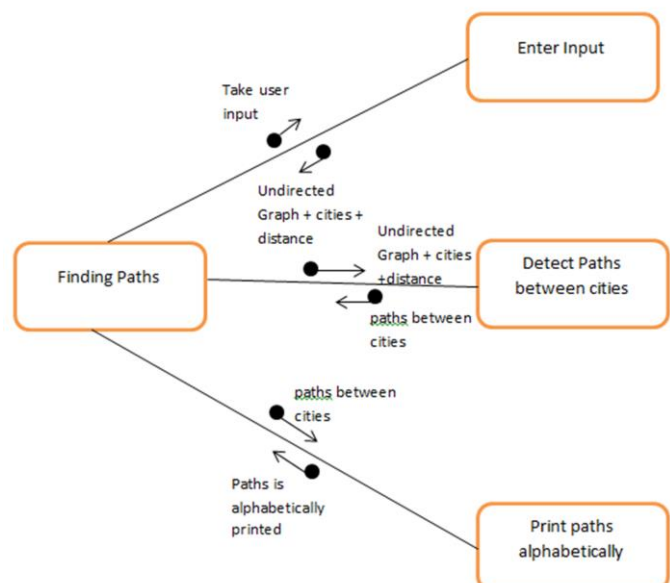 Enter Input
Take user
input
Undirected
Graph + cities +
distance
Undirected
Graph + cities
+distance
Finding Paths
Detect Paths
between cities
paths between
cities
paths between
cities
Paths is
alphabetically
printed
Print paths
alphabetically